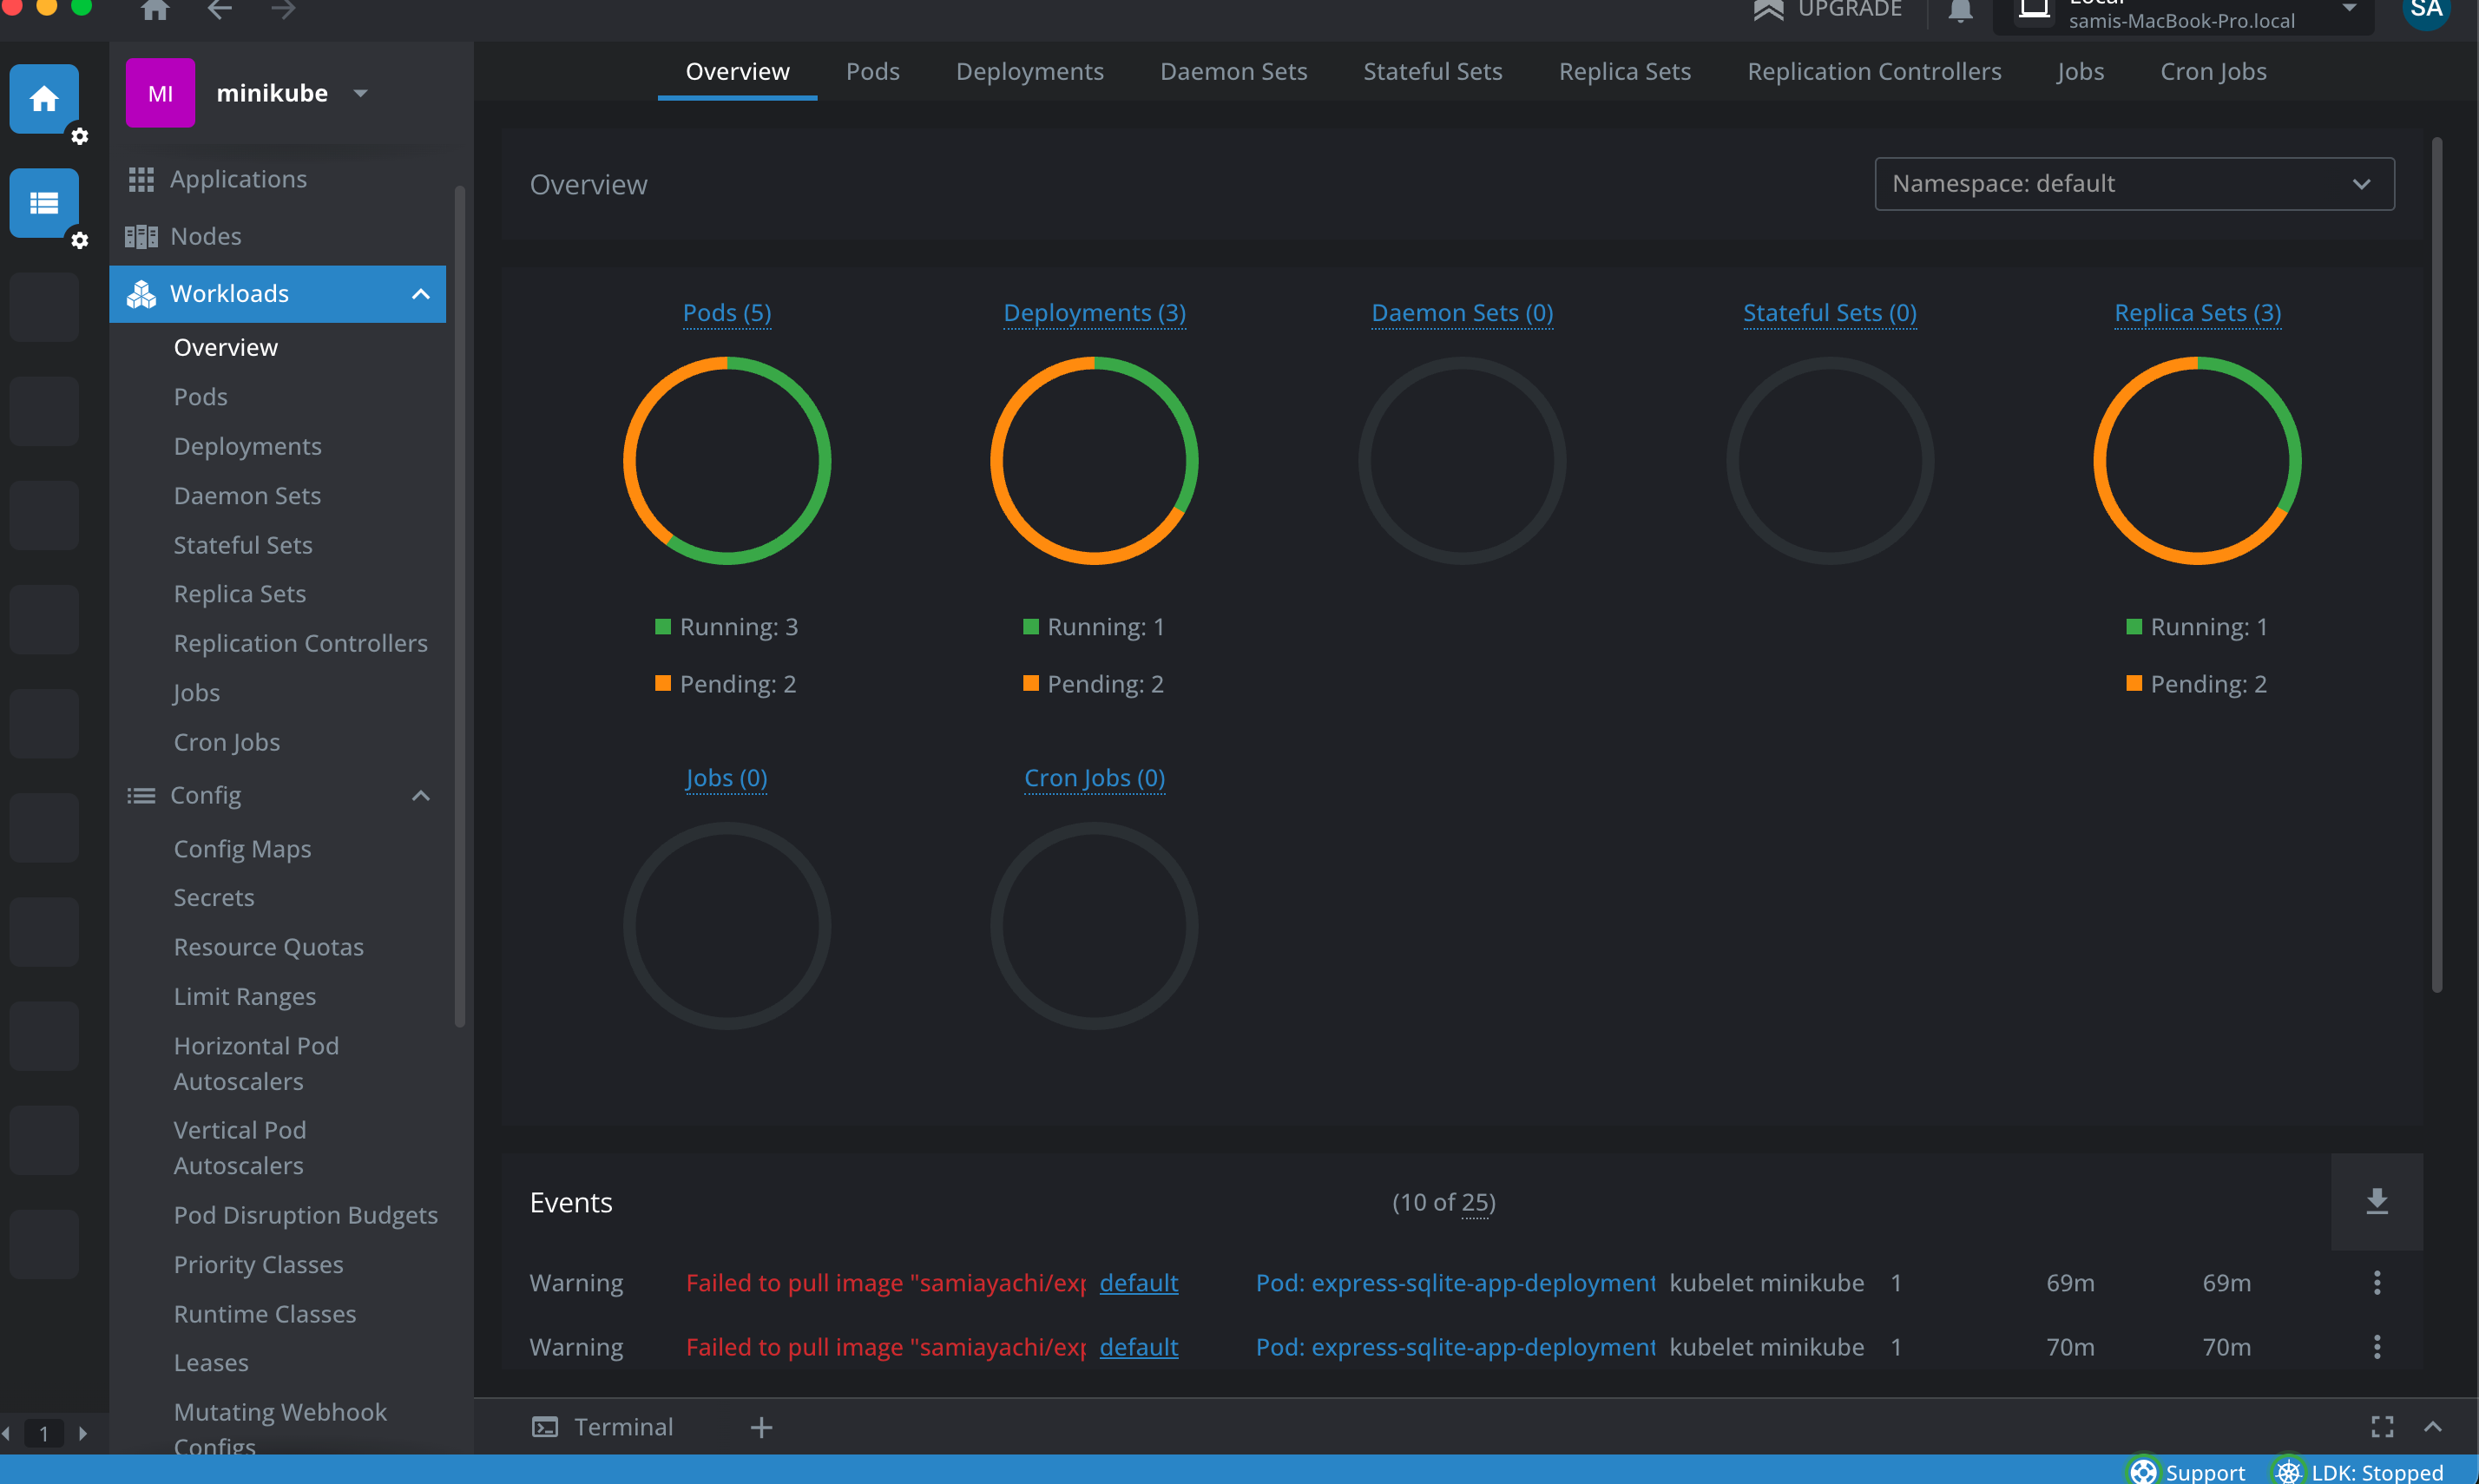 UPGRADE
Local
samis-MacBook-Pro.local
SA
MI
minikube
Overview
Pods
Deployments
Daemon Sets
Stateful Sets
Replica Sets
Replication Controllers
Jobs
Cron Jobs
Applications
Nodes
Workloads
Overview
Pods
Deployments
Daemon Sets
Stateful Sets
Replica Sets
Replication Controllers
Jobs
Cron Jobs
Config
Config Maps
Secrets
Resource Quotas
Limit Ranges
Horizontal Pod
Autoscalers
Vertical Pod
Autoscalers
Pod Disruption Budgets
Priority Classes
Runtime Classes
Leases
Mutating Webhook
Configs
1
Overview
Namespace: default
Pods (5)
Running: 3
Pending: 2
Deployments (3)
Running: 1
Pending: 2
Daemon Sets (0)
Stateful Sets (0)
Replica Sets (3)
Running: 1
Pending: 2
Jobs (0)
Cron Jobs (0)
Events
(10 of 25)
Warning Failed to pull image "samiayachi/exp default Pod: express-sqlite-app-deployment kubelet minikube 1 69m 69m
Warning Failed to pull image "samiayachi/exp default Pod: express-sqlite-app-deployment kubelet minikube 1 70m 70m
Terminal
Support
LDK: Stopped